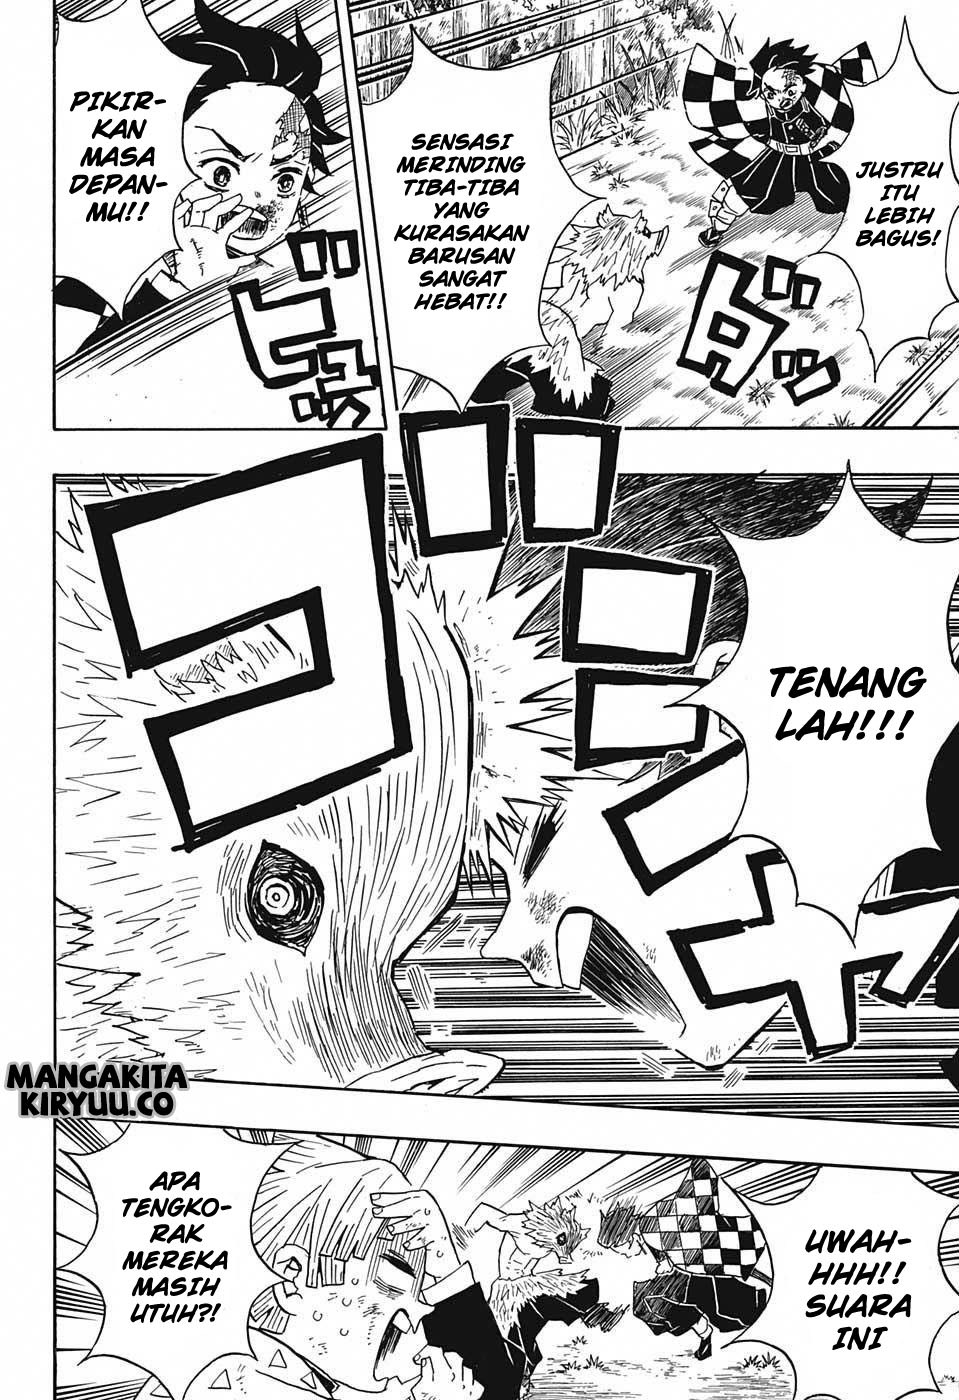 JUSTRU
ITU
LEBIH
BAGUS!
SENSASI
MERINDING
TIBA-TIBA
YANG
KURASAKAN
BARUSAN
SANGAT
HEBAT!!
PIKIR-
KAN
MASA
DEPAN-
MU!!
TENANG
LAH!!!
UWAH-
HHH!!
SUARA
INI
APA
TENGKO-
RAK
MEREKA
MASIH
UTUH?!
MANGAKITA
KIRYUU.CO